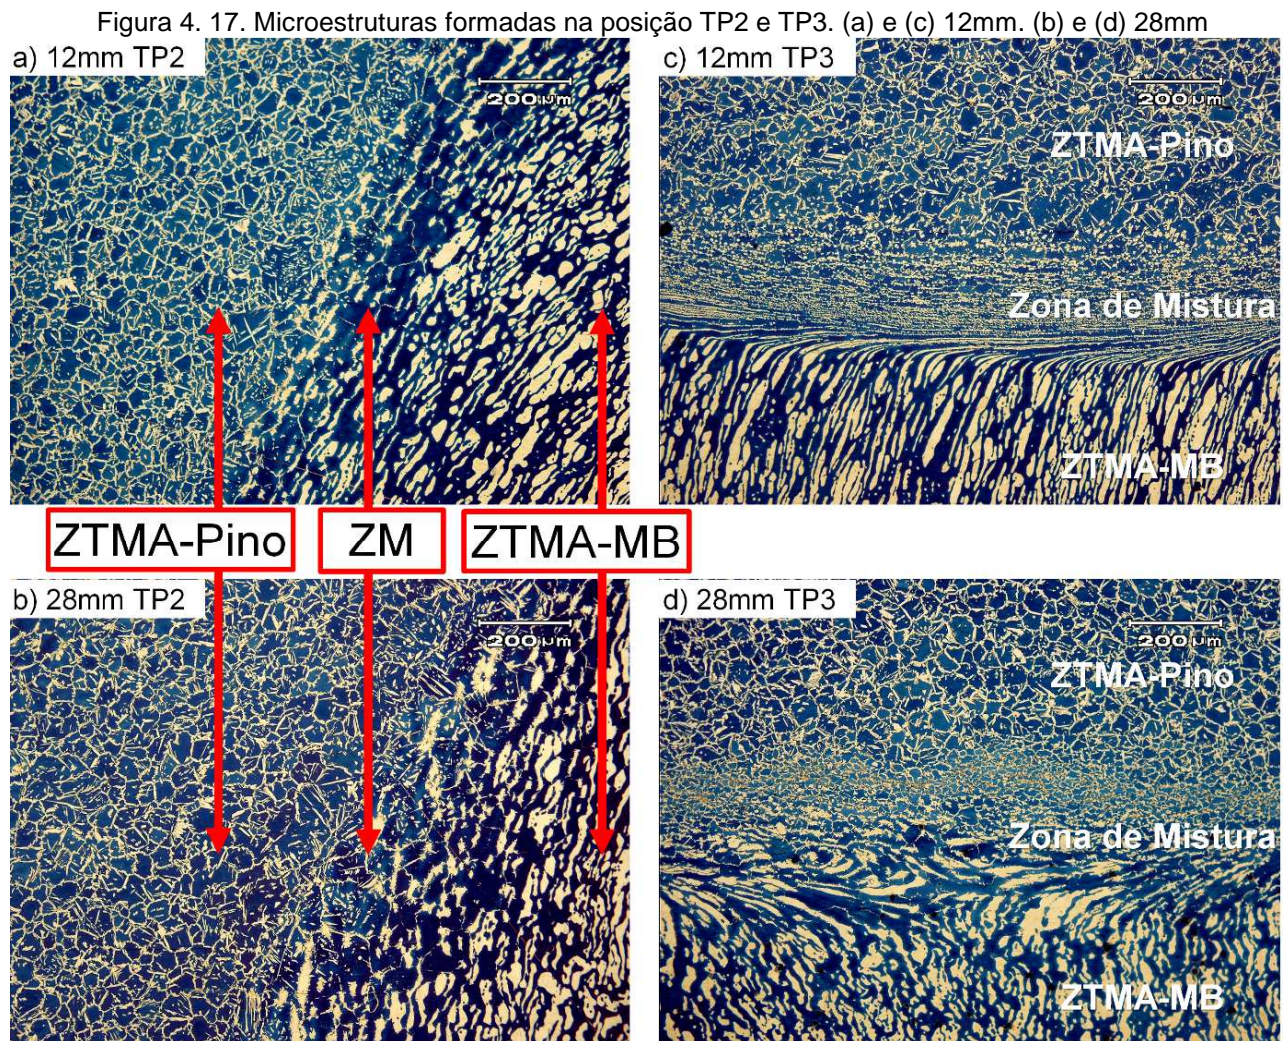 Figura 4. 17. Microestruturas formadas na posição TP2 e TP3. (a) e (c) 12mm. (b) e (d) 28mm
a) 12mm TP2
200 µm
c) 12mm TP3
200 µm
ZTMA-Pino
Zona de Mistura
ZTMA-MB
ZTMA-Pino
ZM
ZTMA-MB
b) 28mm TP2
200 µm
d) 28mm TP3
200 µm
ZTMA-Pino
Zona de Mistura
ZTMA-MB